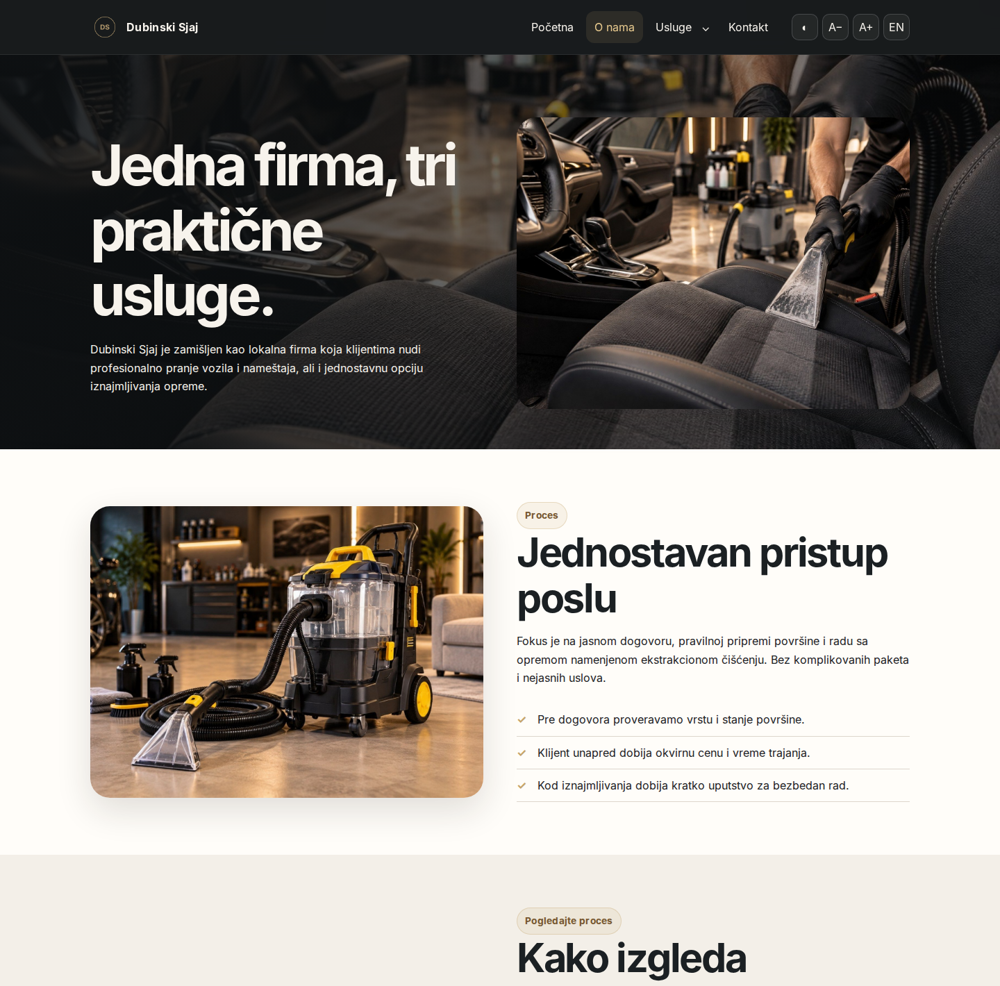 DS
Dubinski Sjaj
Početna
O nama
Usluge
Kontakt
A−
A+
EN
Jedna firma, tri
praktične
usluge.
Dubinski Sjaj je zamišljen kao lokalna firma koja klijentima nudi
profesionalno pranje vozila i nameštaja, ali i jednostavnu opciju
iznajmljivanja opreme.
Proces
Jednostavan pristup
poslu
Fokus je na jasnom dogovoru, pravilnoj pripremi površine i radu sa
opremom namenjenom ekstrakcionom čišćenju. Bez komplikovanih paketa
i nejasnih uslova.
Pre dogovora proveravamo vrstu i stanje površine.
Klijent unapred dobija okvirnu cenu i vreme trajanja.
Kod iznajmljivanja dobija kratko uputstvo za bezbedan rad.
Pogledajte proces
Kako izgleda